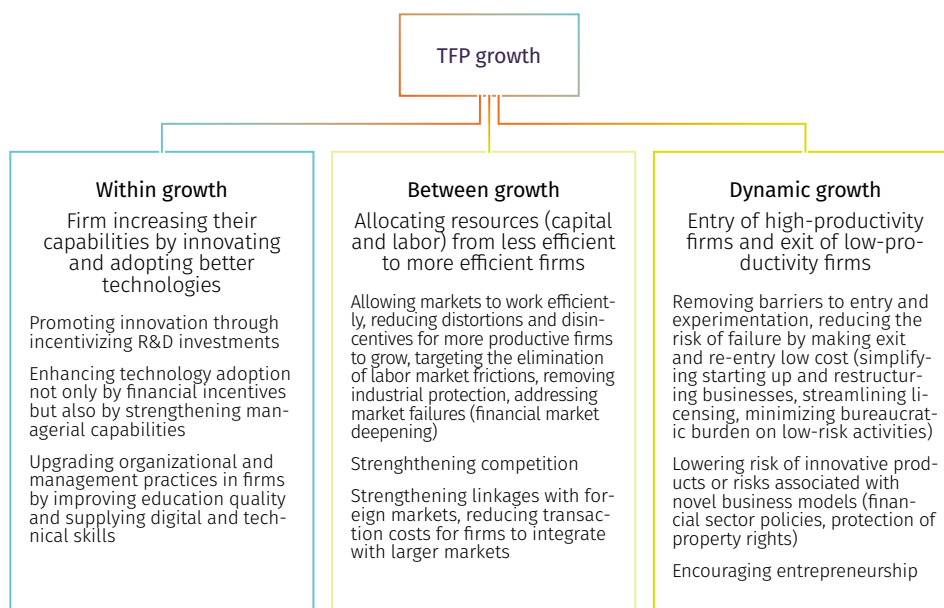 TFP growth
Within growth
Firm increasing their
capabilities by innovating
and adopting better
technologies
Promoting innovation through
incentivizing R&D investments
Enhancing technology adoption
not only by financial incentives
but also by strengthening man-
agerial capabilities
Upgrading organizational and
management practices in firms
by improving education quality
and supplying digital and tech-
nical skills
Between growth
Allocating resources (capital
and labor) from less efficient
to more efficient firms
Allowing markets to work efficient-
ly, reducing distortions and disin-
centives for more productive firms
to grow, targeting the elimination
of labor market frictions, removing
industrial protection, addressing
market failures (financial market
deepening)
Strenghthening competition
Strengthening linkages with for-
eign markets, reducing transac-
tion costs for firms to integrate
with larger markets
Dynamic growth
Entry of high-productivity
firms and exit of low-pro-
ductivity firms
Removing barriers to entry and
experimentation, reducing the
risk of failure by making exit
and re-entry low cost (simplify-
ing starting up and restructur-
ing businesses, streamlining li-
censing, minimizing bureaucrat-
ic burden on low-risk activities)
Lowering risk of innovative prod-
ucts or risks associated with
novel business models (finan-
cial sector policies, protection of
property rights)
Encouraging entrepreneurship